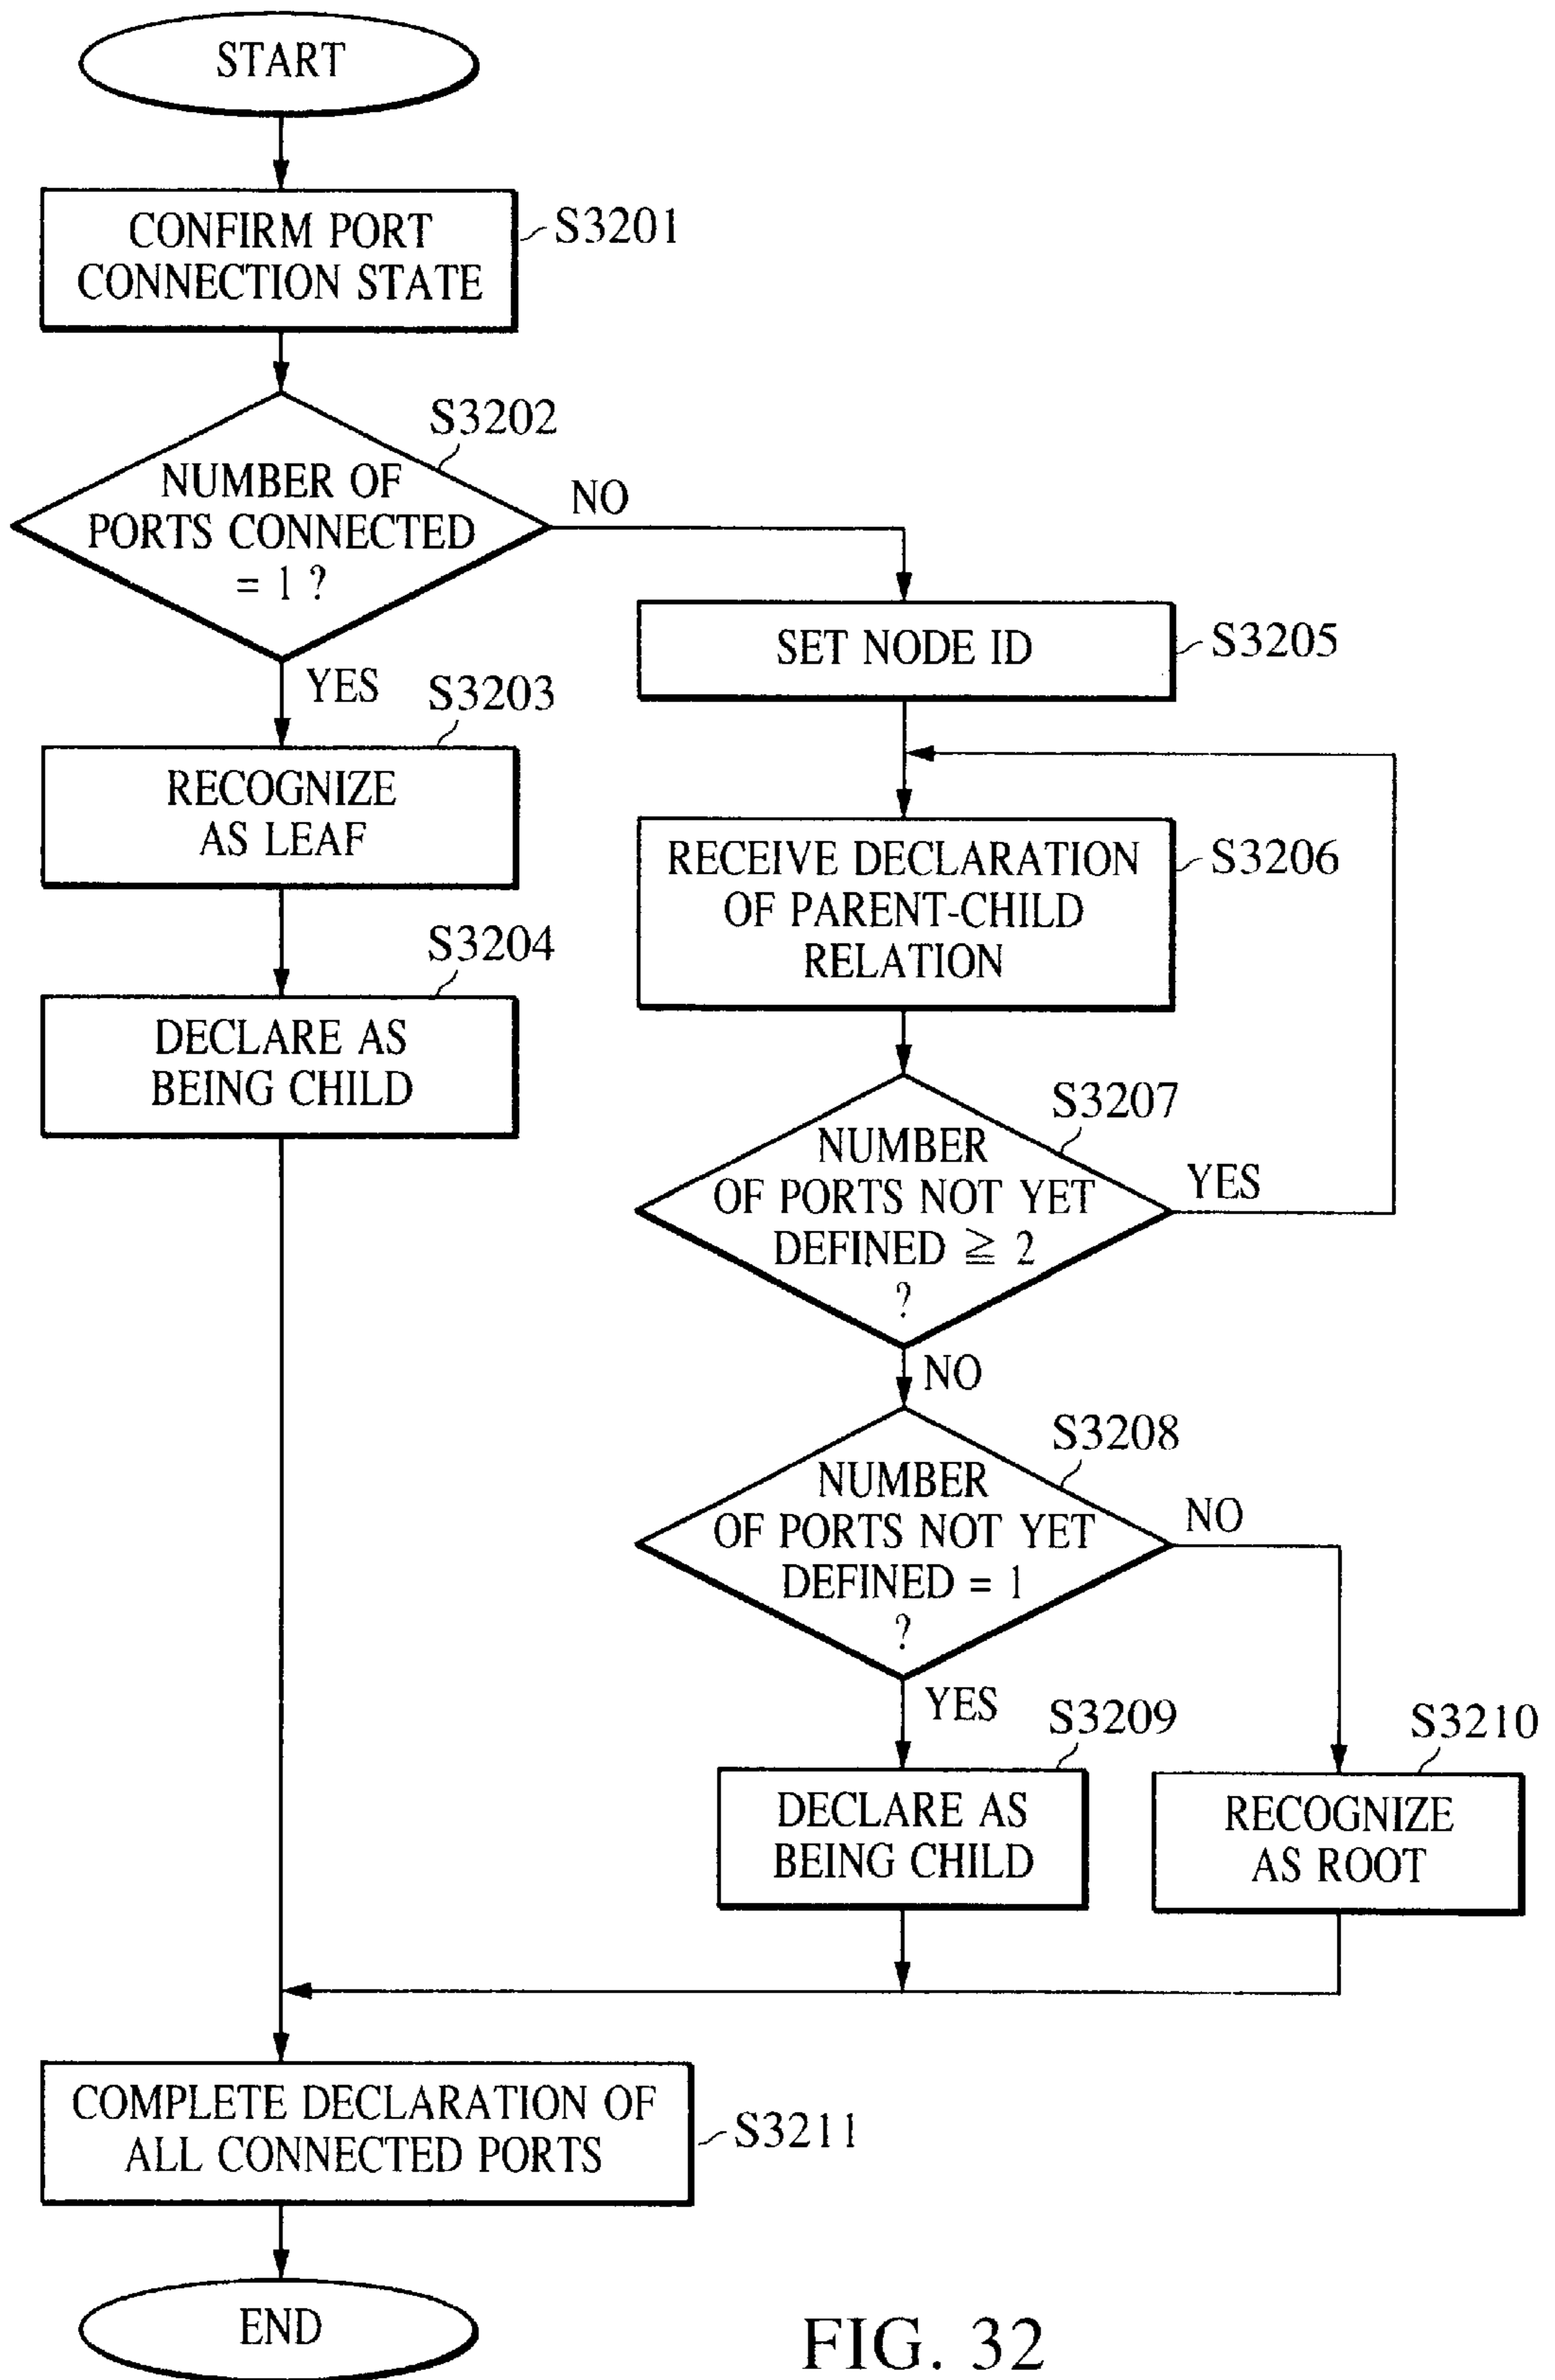 START
CONFIRM PORT
CONNECTION STATE
S3201
S3202
NUMBER OF
PORTS CONNECTED
= 1 ?
NO
YES
SET NODE ID
S3205
S3203
RECOGNIZE
AS LEAF
RECEIVE DECLARATION
OF PARENT-CHILD
RELATION
S3206
S3204
DECLARE AS
BEING CHILD
S3207
NUMBER
OF PORTS NOT YET
DEFINED ≧ 2
?
YES
NO
S3208
NUMBER
OF PORTS NOT YET
DEFINED = 1
?
NO
YES
S3209
DECLARE AS
BEING CHILD
S3210
RECOGNIZE
AS ROOT
COMPLETE DECLARATION OF
ALL CONNECTED PORTS
S3211
END
FIG. 32